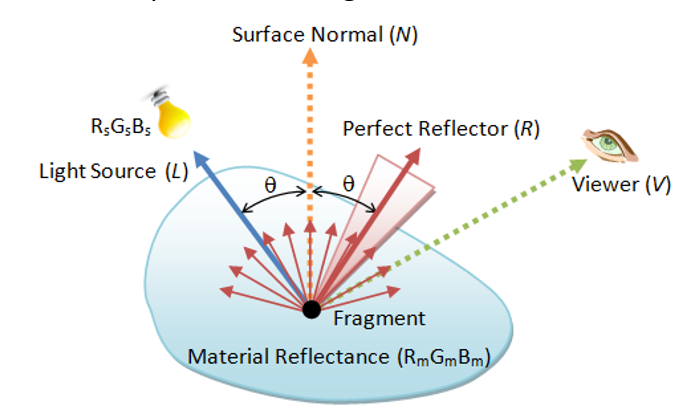 Surface Normal (N)
RsGsBs
Perfect Reflector (R)
Light Source (L)
θ
θ
Viewer (V)
Fragment
Material Reflectance (RmGmBm)